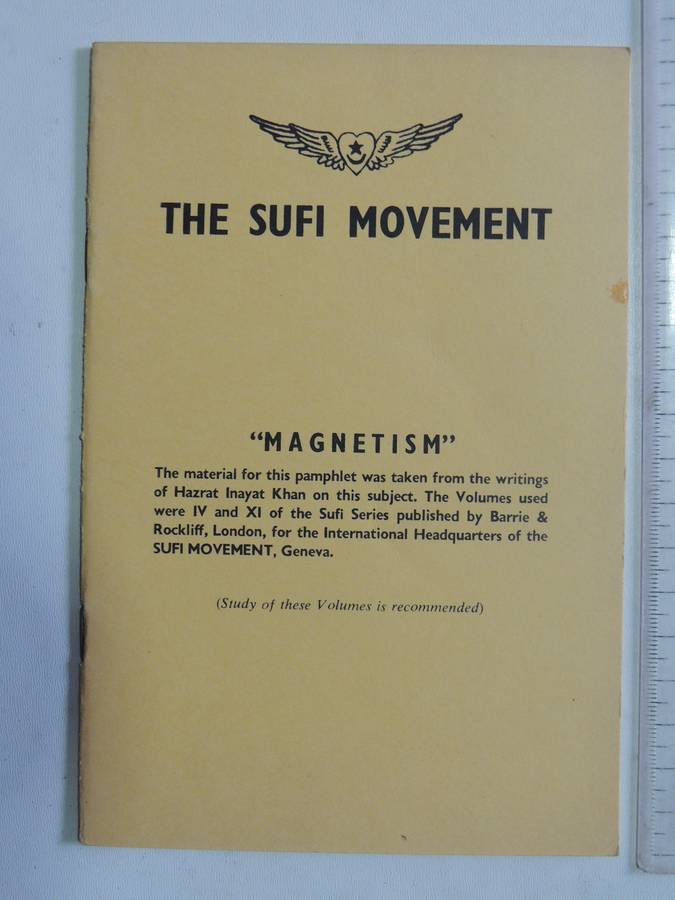 THE SUFI MOVEMENT
“MAGNETISM”
The material for this pamphlet was taken from the writings
of Hazrat Inayat Khan on this subject. The Volumes used
were IV and XI of the Sufi Series published by Barrie &
Rockliff, London, for the International Headquarters of the
SUFI MOVEMENT, Geneva.
(Study of these Volumes is recommended)